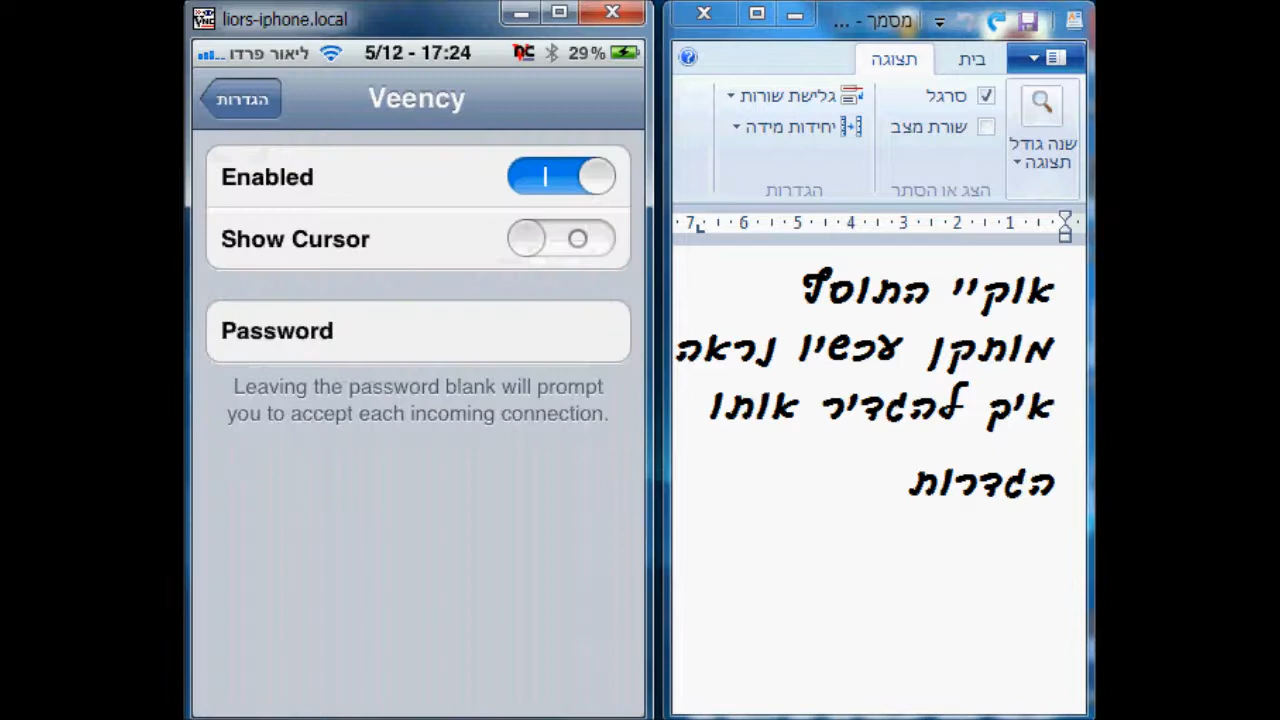 liors-iphone.local
ליאור פרדו 5/12 - 17:24 29%
הגדרות Veency
Enabled
Show Cursor
Password
Leaving the password blank will prompt
you to accept each incoming connection.
מסמך - ...
בית תצוגה
שנה גודל
תצוגה
סרגל
שורת מצב
הצג או הסתר
גלישת שורות
יחידות מידה
הגדרות
1 2 3 4 5 6 7
אוקיי התוסף
מותקן עכשיו נראה
איך להגדיר אותו
הגדרות